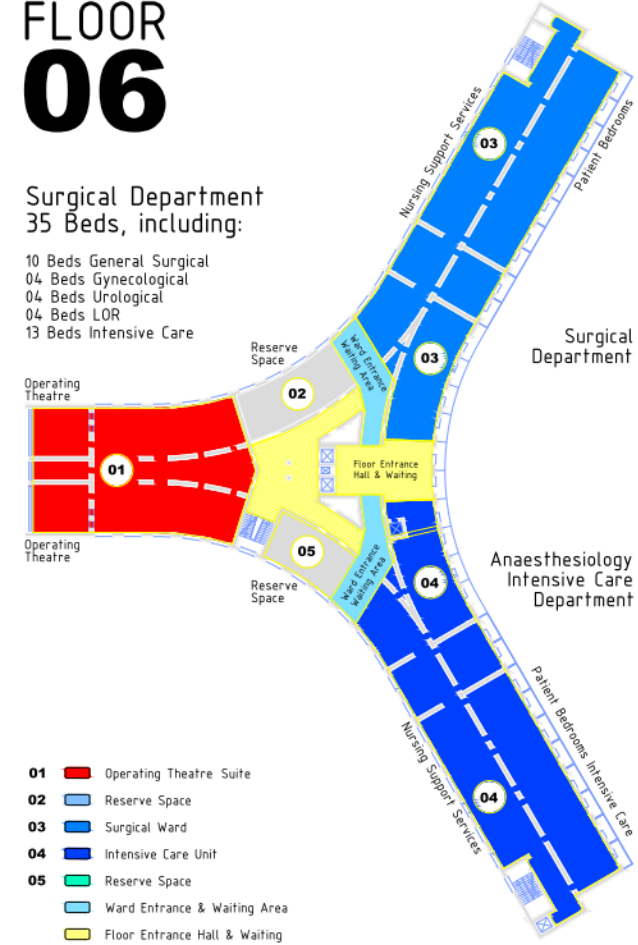 FLOOR
06
Surgical Department
35 Beds, including:
10 Beds General Surgical
04 Beds Gynecological
04 Beds Urological
04 Beds LOR
13 Beds Intensive Care
Nursing Support Services
03
Patient Bedrooms
Surgical
Department
Reserve
Space
02
Ward Entrance
Waiting Area
03
Operating
Theatre
01
Floor Entrance
Hall & Waiting
Operating
Theatre
05
Reserve
Space
Ward Entrance
Waiting Area
04
Anaesthesiology
Intensive Care
Department
Patient Bedrooms Intensive Care
Nursing Support Services
04
01 Operating Theatre Suite
02 Reserve Space
03 Surgical Ward
04 Intensive Care Unit
05 Reserve Space
Ward Entrance & Waiting Area
Floor Entrance Hall & Waiting